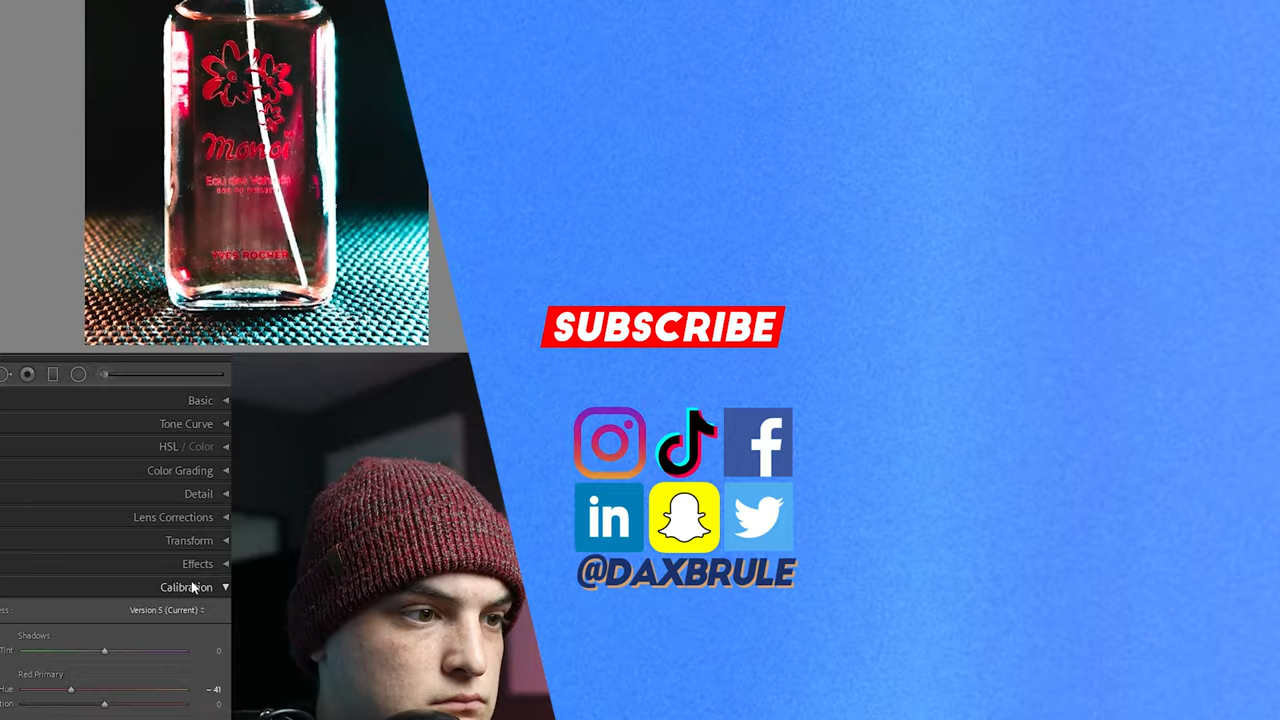 Monoi
YVES ROCHER
SUBSCRIBE
in
@DAXBRULE
Basic
Tone Curve
HSL / Color
Color Grading
Detail
Lens Corrections
Transform
Effects
Calibration
Version 5 (Current)
Shadows
Tint 0
Red Primary
Hue -41
0